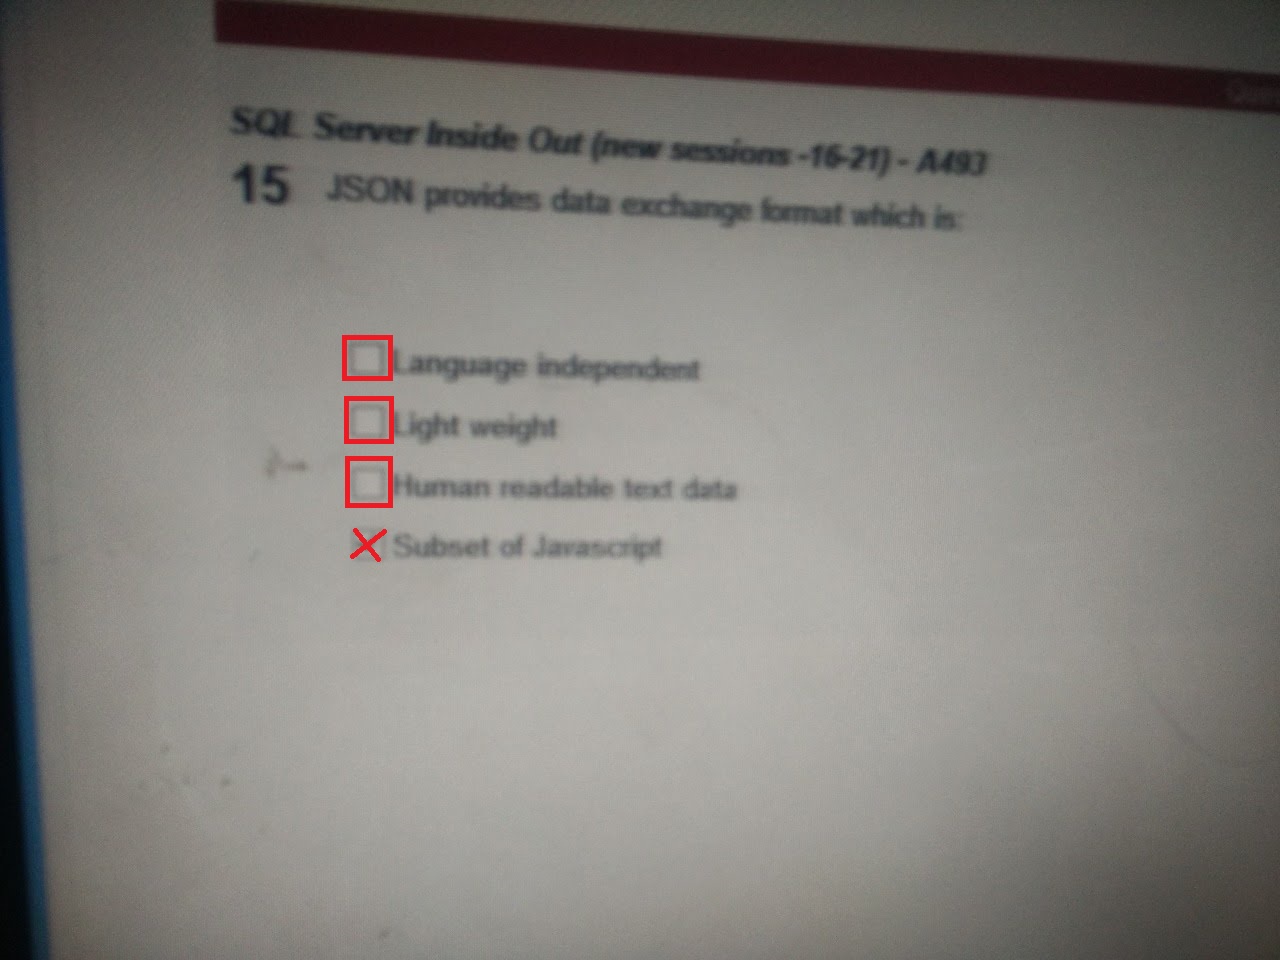 SQL Server Inside Out (new sessions -16-21) - A493
15 JSON provides data exchange format which is:
Language independent
Light weight
Human readable text data
Subset of Javascript